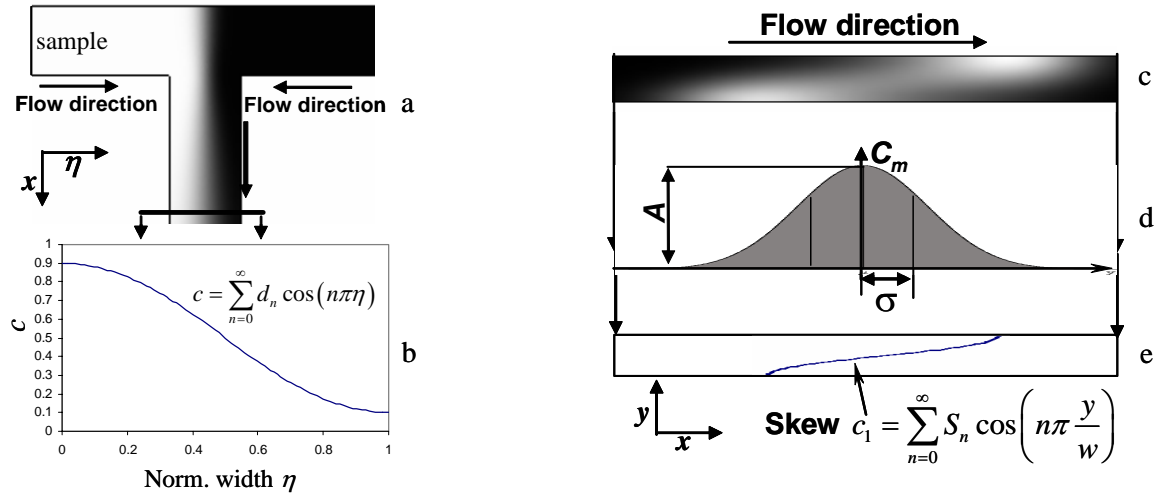 sample
Flow direction
Flow direction
a
η
x
1
0.9
0.8
0.7
0.6
0.5
0.4
0.3
0.2
0.1
0
c
c = ∑_{n=0}^{∞} d_n cos(nπη)
b
0 0.2 0.4 0.6 0.8 1
Norm. width η
Flow direction
c
C_m
A
d
σ
e
y
x
Skew c_1 = ∑_{n=0}^{∞} S_n cos(nπ y/w)